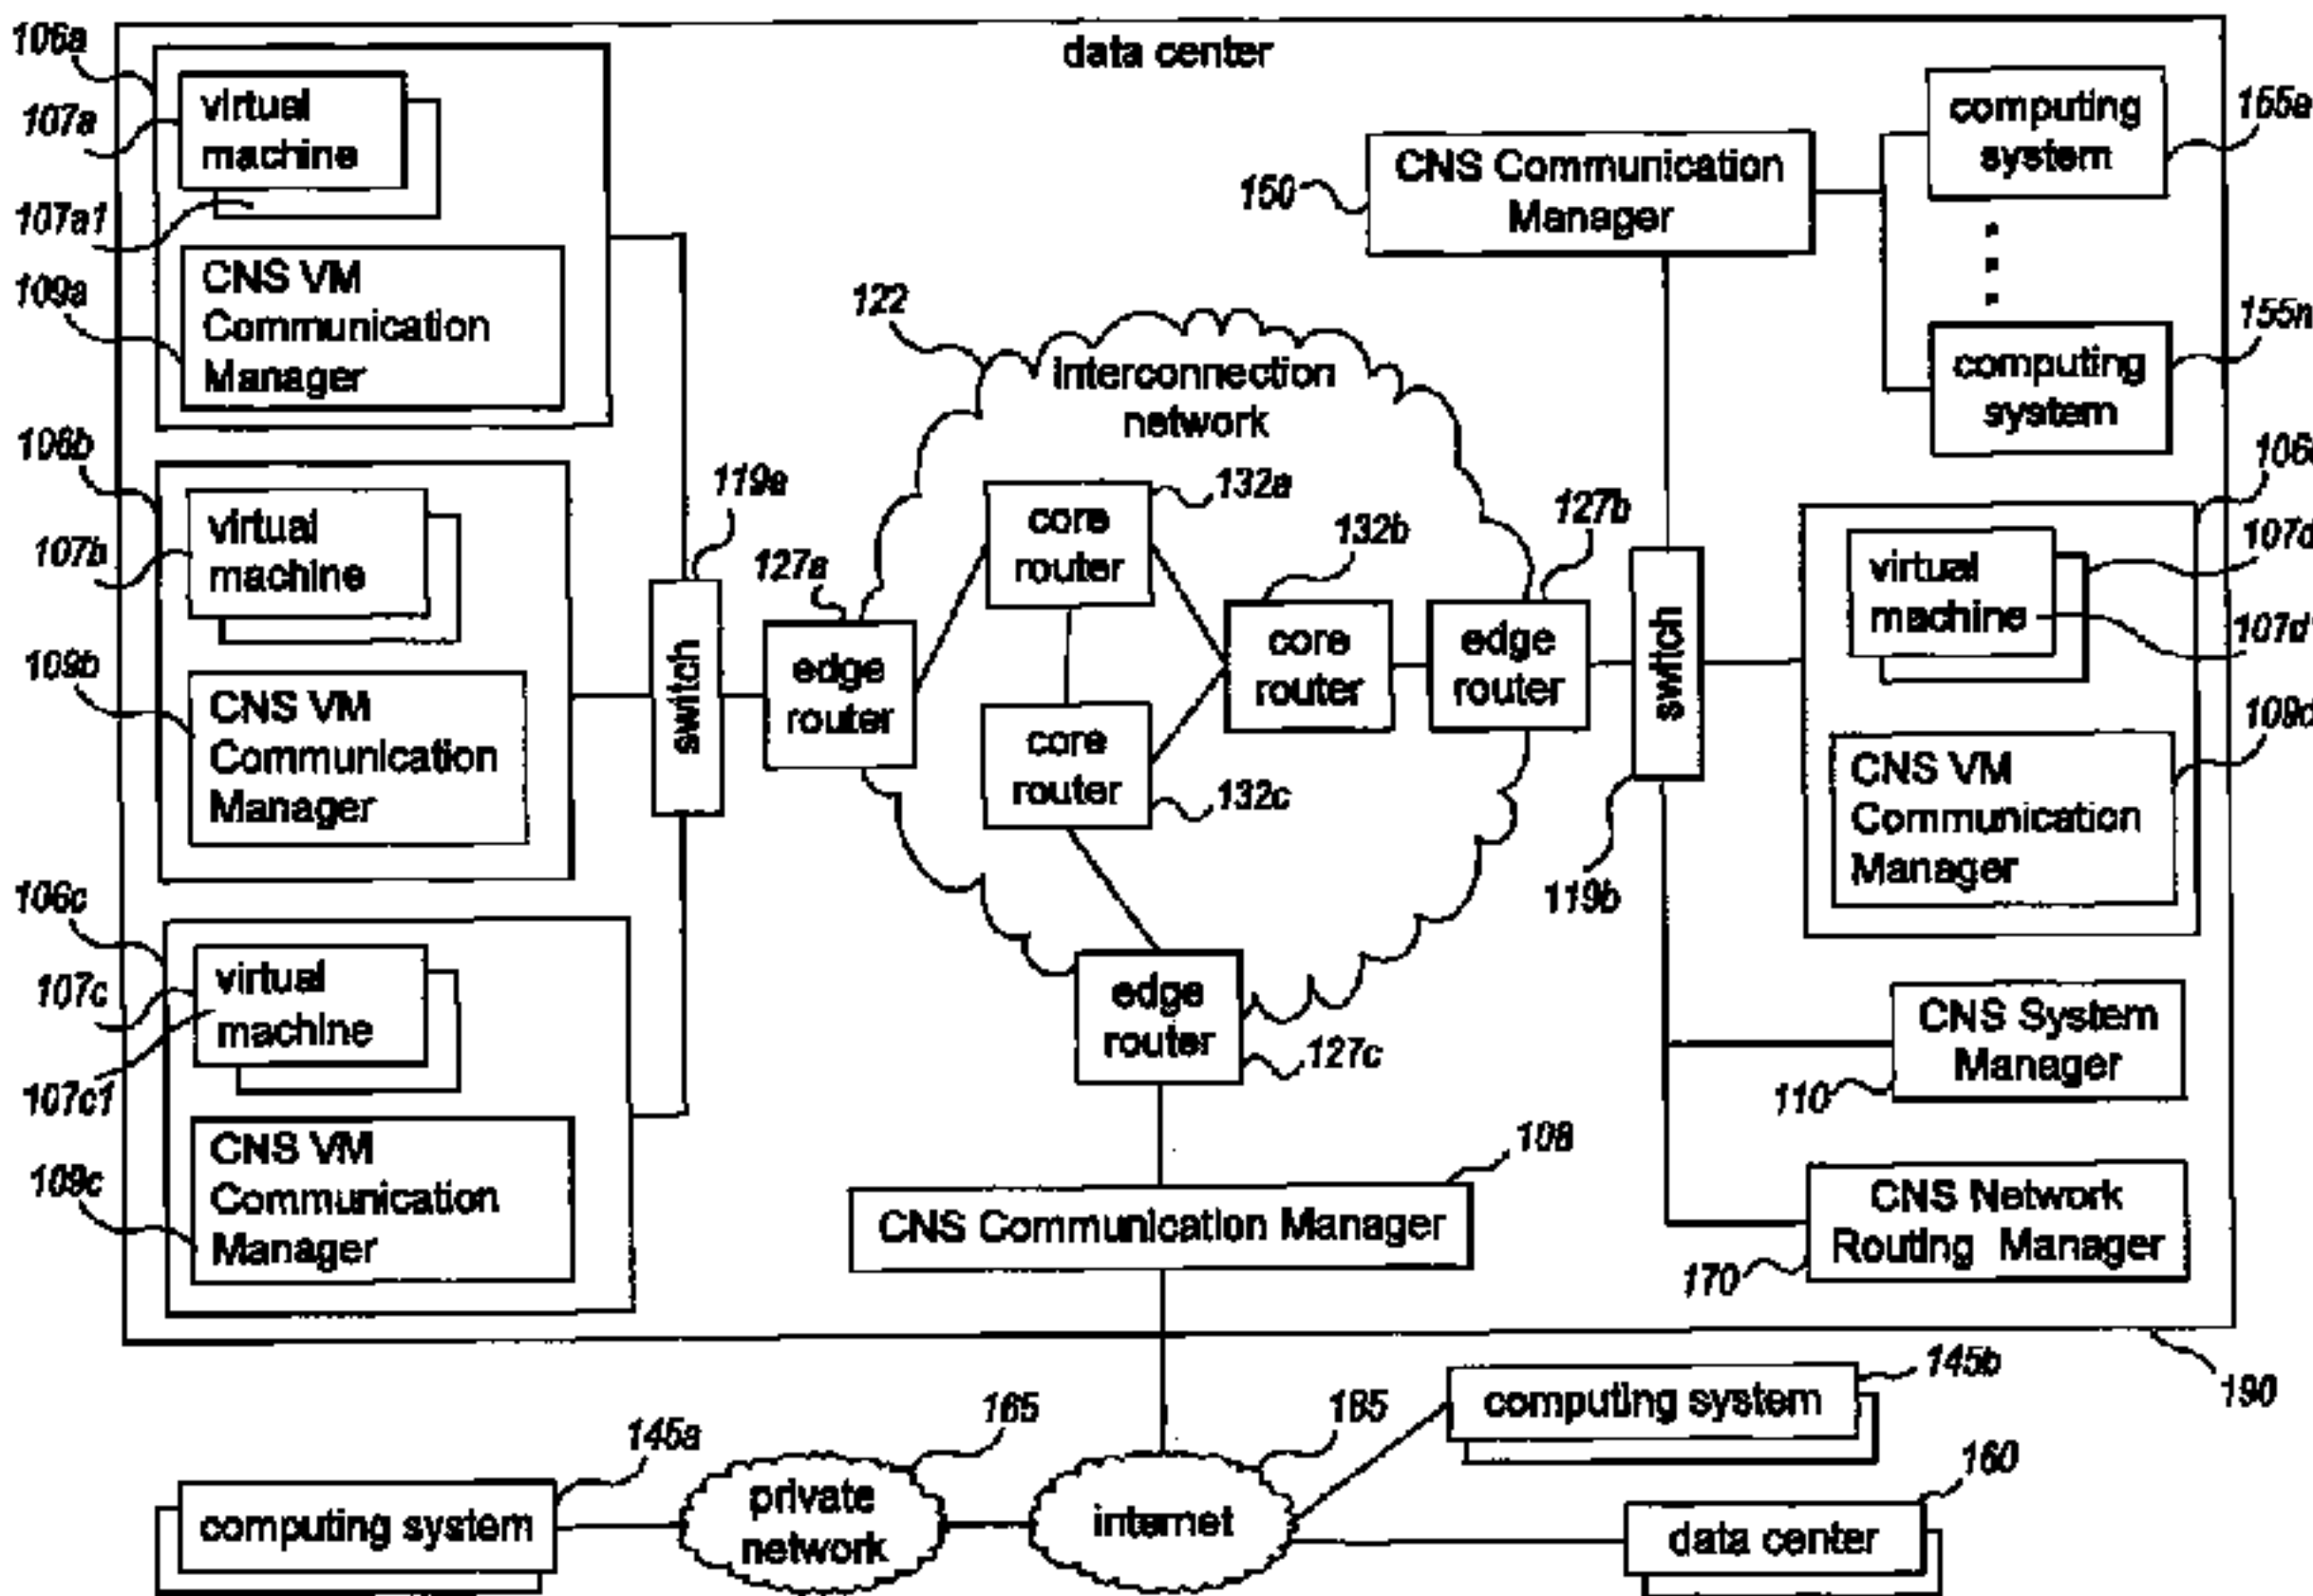 data center
106a
virtual
machine
107a
107a1
CNS VM
Communication
Manager
109a
106b
virtual
machine
107b
CNS VM
Communication
Manager
109b
106c
virtual
machine
107c
107c1
CNS VM
Communication
Manager
109c
switch
119a
122
interconnection
network
edge
router
127a
core
router
132a
core
router
132b
core
router
132c
edge
router
127b
edge
router
127c
switch
119b
CNS Communication
Manager
150
computing
system
155a
computing
system
155n
virtual
machine
107d
CNS VM
Communication
Manager
109d
CNS System
Manager
110
CNS Network
Routing Manager
170
CNS Communication Manager
108
190
computing system
145a
private
network
165
internet
185
computing system
145b
data center
160